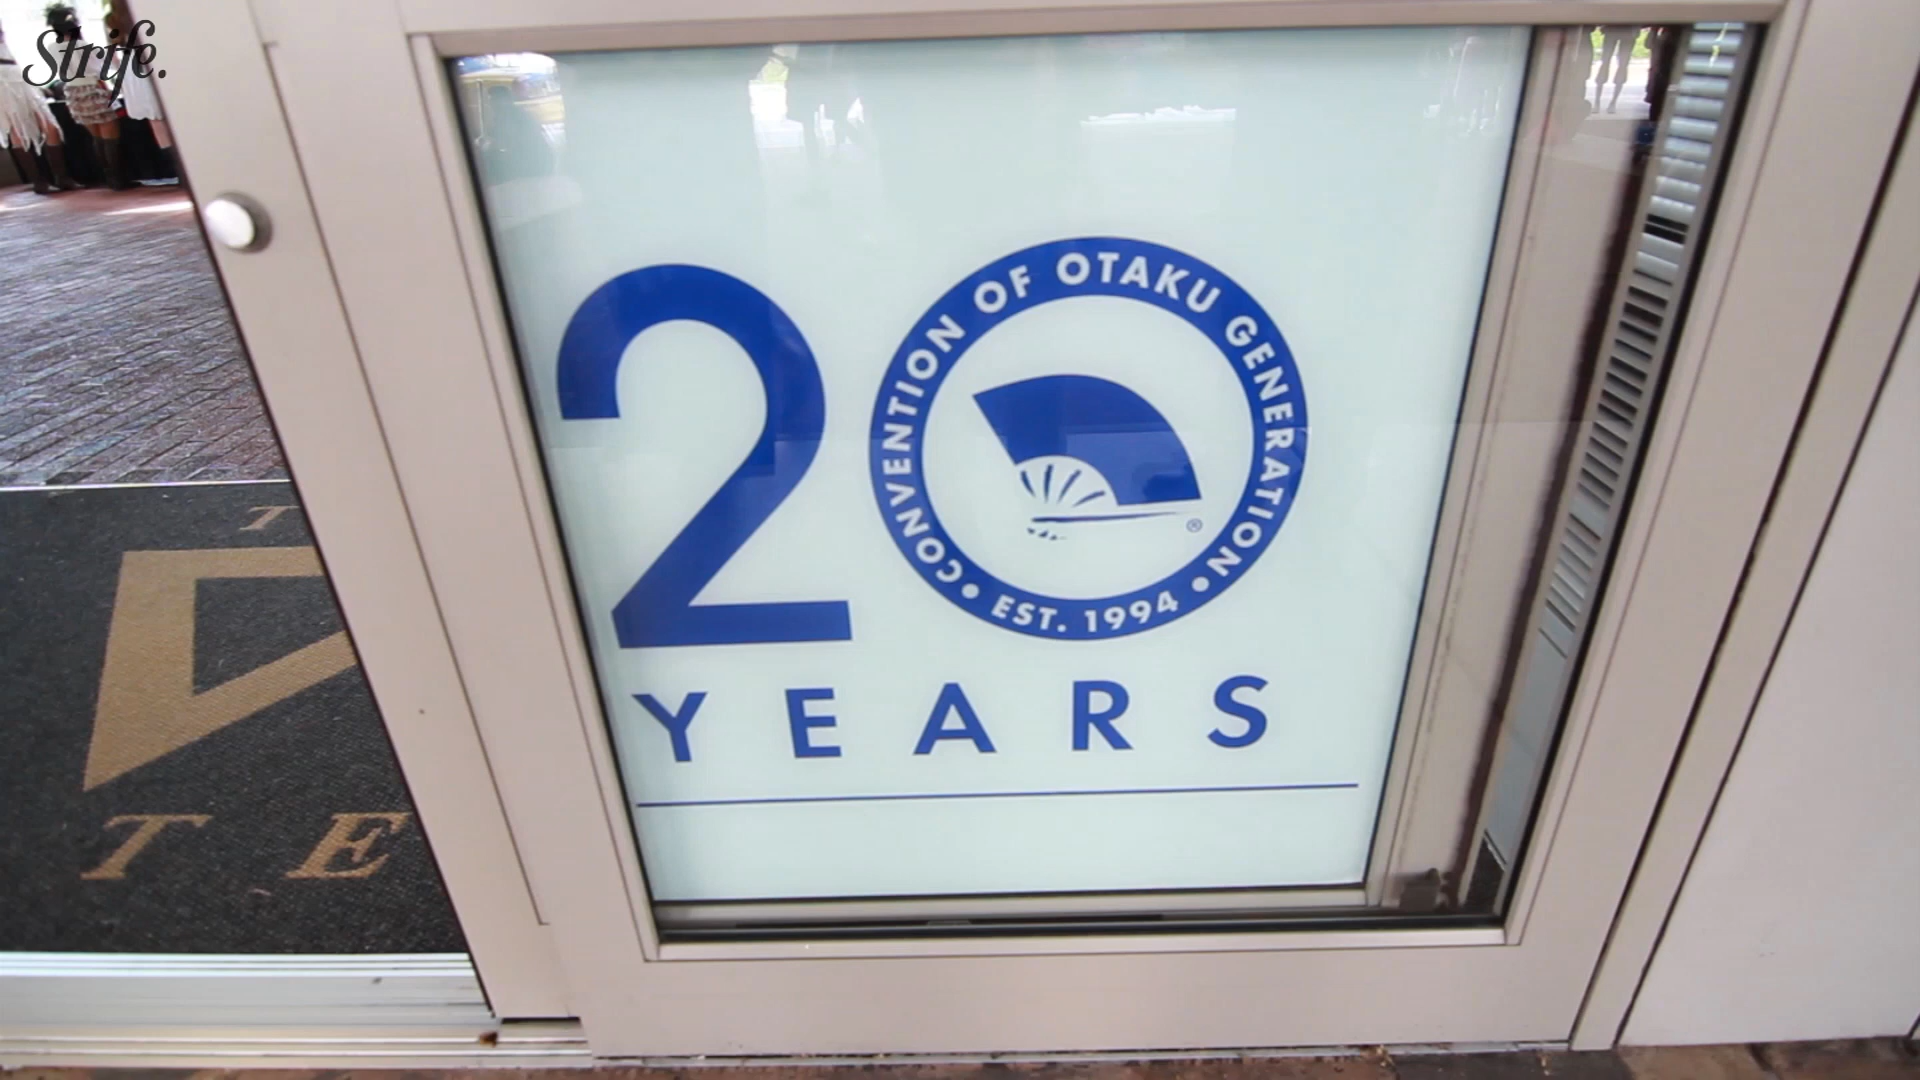 Strife.
20
CONVENTION OF OTAKU GENERATION
• EST. 1994 •
®
YEARS
T
T E